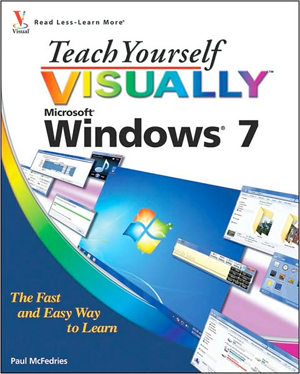 Visual
Read Less–Learn More®
Teach Yourself
VISUALLY™
Microsoft®
Windows® 7
The Fast
and Easy Way
to Learn
Paul McFedries